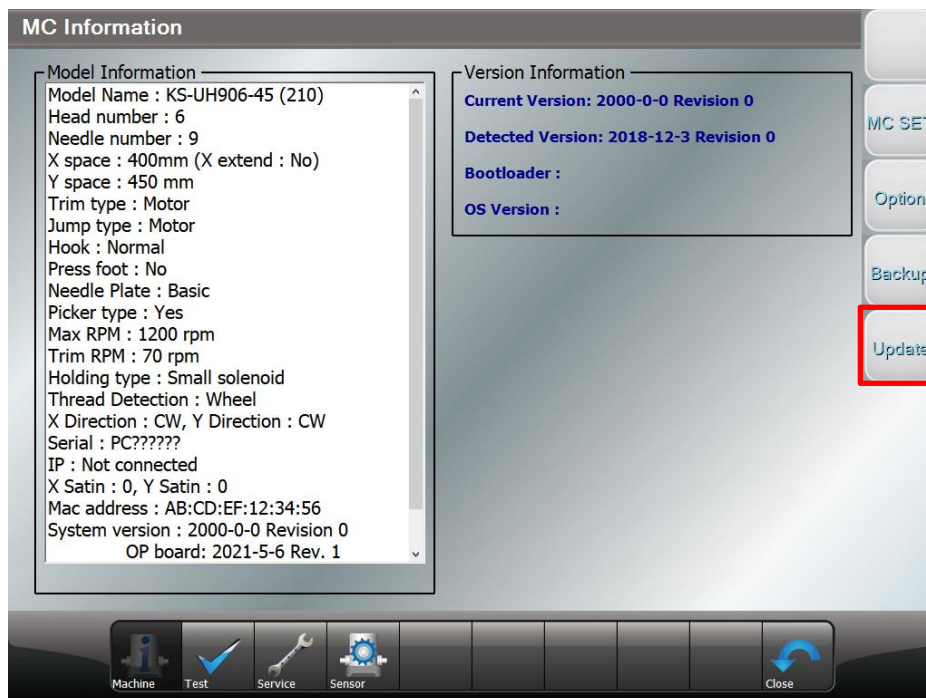 MC Information
Model Information
Model Name : KS-UH906-45 (210)
Head number : 6
Needle number : 9
X space : 400mm (X extend : No)
Y space : 450 mm
Trim type : Motor
Jump type : Motor
Hook : Normal
Press foot : No
Needle Plate : Basic
Picker type : Yes
Max RPM : 1200 rpm
Trim RPM : 70 rpm
Holding type : Small solenoid
Thread Detection : Wheel
X Direction : CW, Y Direction : CW
Serial : PC??????
IP : Not connected
X Satin : 0, Y Satin : 0
Mac address : AB:CD:EF:12:34:56
System version : 2000-0-0 Revision 0
OP board: 2021-5-6 Rev. 1
Version Information
Current Version: 2000-0-0 Revision 0
Detected Version: 2018-12-3 Revision 0
Bootloader :
OS Version :
MC SET
Option
Backup
Update
Machine
Test
Service
Sensor
Close